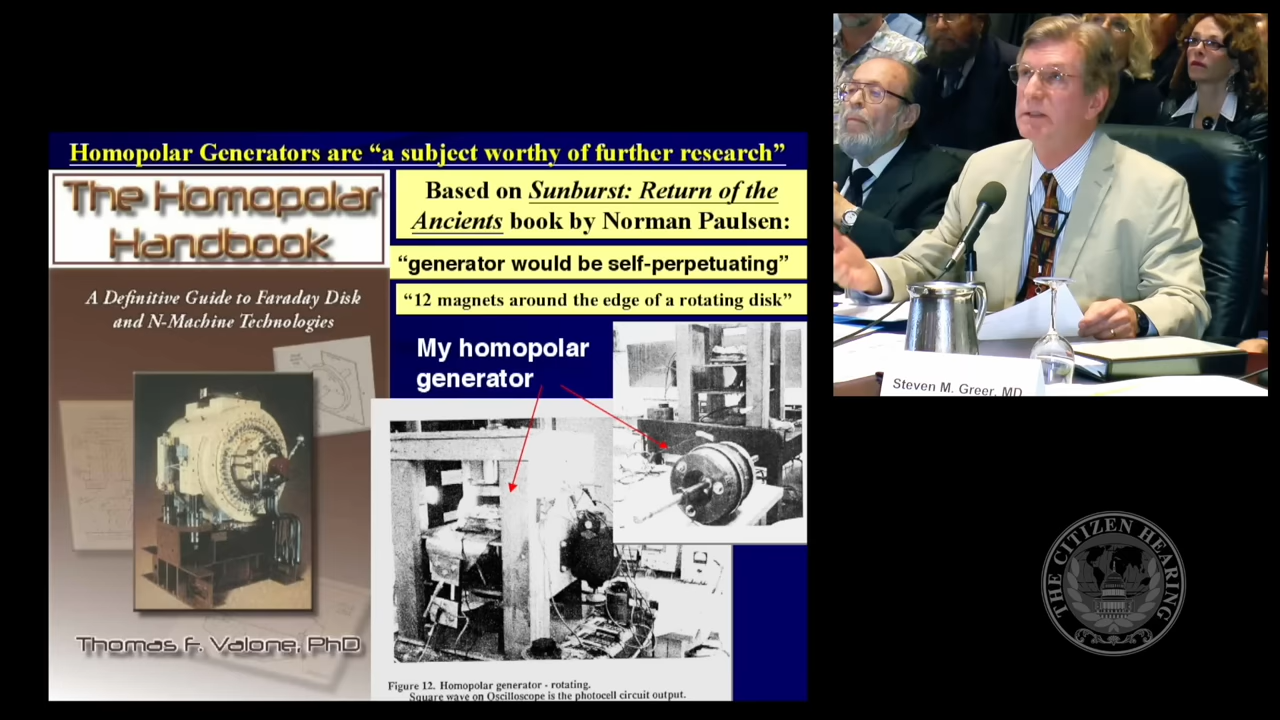 Homopolar Generators are “a subject worthy of further research”
The Homopolar
Handbook
A Definitive Guide to Faraday Disk
and N-Machine Technologies
Thomas F. Valone, PhD
Based on Sunburst: Return of the
Ancients book by Norman Paulsen:
“generator would be self-perpetuating”
“12 magnets around the edge of a rotating disk”
My homopolar
generator
Figure 12. Homopolar generator - rotating.
Square wave on Oscilloscope is the photocell circuit output.
Steven M. Greer, MD
THE CITIZEN HEARING